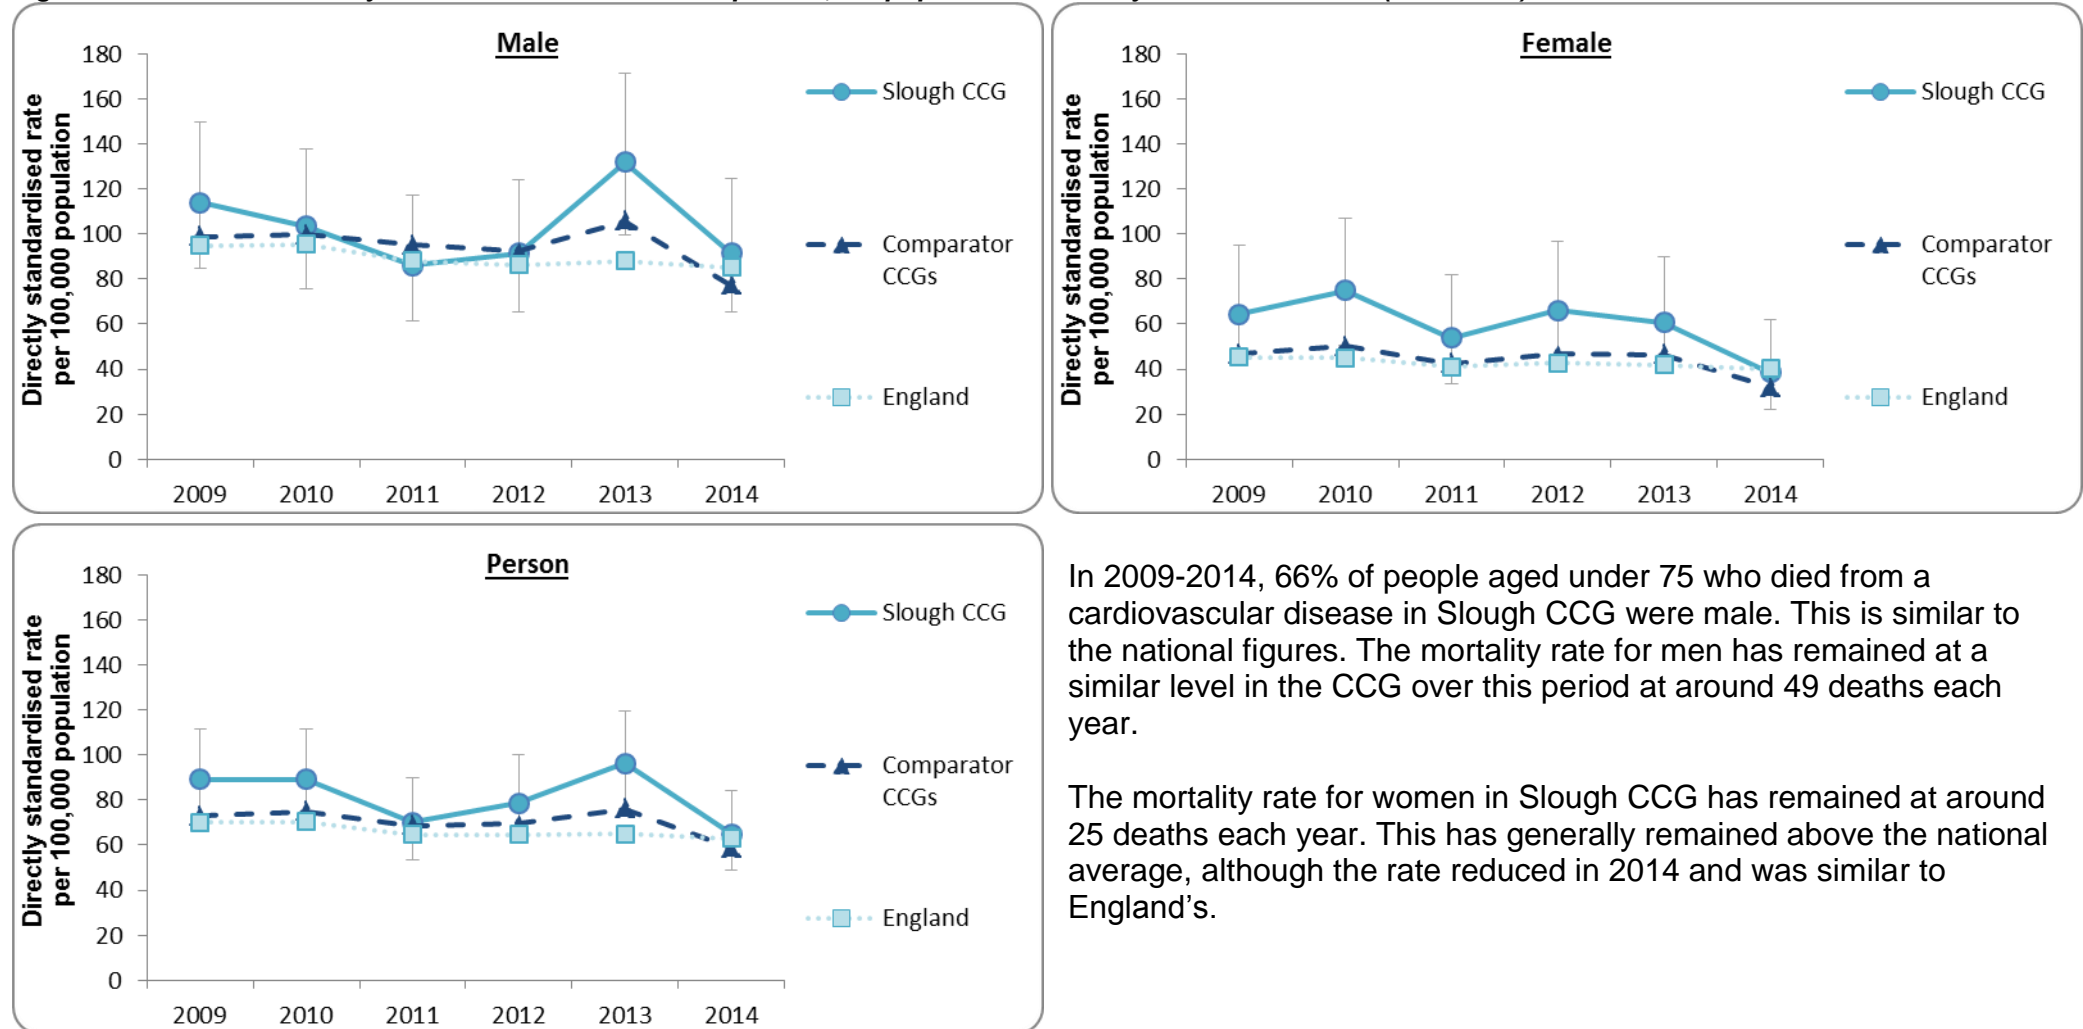 Male
180
160
140
120
100
80
60
40
20
0
Directly standardised rate
per 100,000 population
2009 2010 2011 2012 2013 2014
Slough CCG
Comparator
CCGs
England
Female
180
160
140
120
100
80
60
40
20
0
Directly standardised rate
per 100,000 population
2009 2010 2011 2012 2013 2014
Slough CCG
Comparator
CCGs
England
Person
180
160
140
120
100
80
60
40
20
0
Directly standardised rate
per 100,000 population
2009 2010 2011 2012 2013 2014
Slough CCG
Comparator
CCGs
England
In 2009-2014, 66% of people aged under 75 who died from a
cardiovascular disease in Slough CCG were male. This is similar to
the national figures. The mortality rate for men has remained at a
similar level in the CCG over this period at around 49 deaths each
year.
The mortality rate for women in Slough CCG has remained at around
25 deaths each year. This has generally remained above the national
average, although the rate reduced in 2014 and was similar to
England’s.